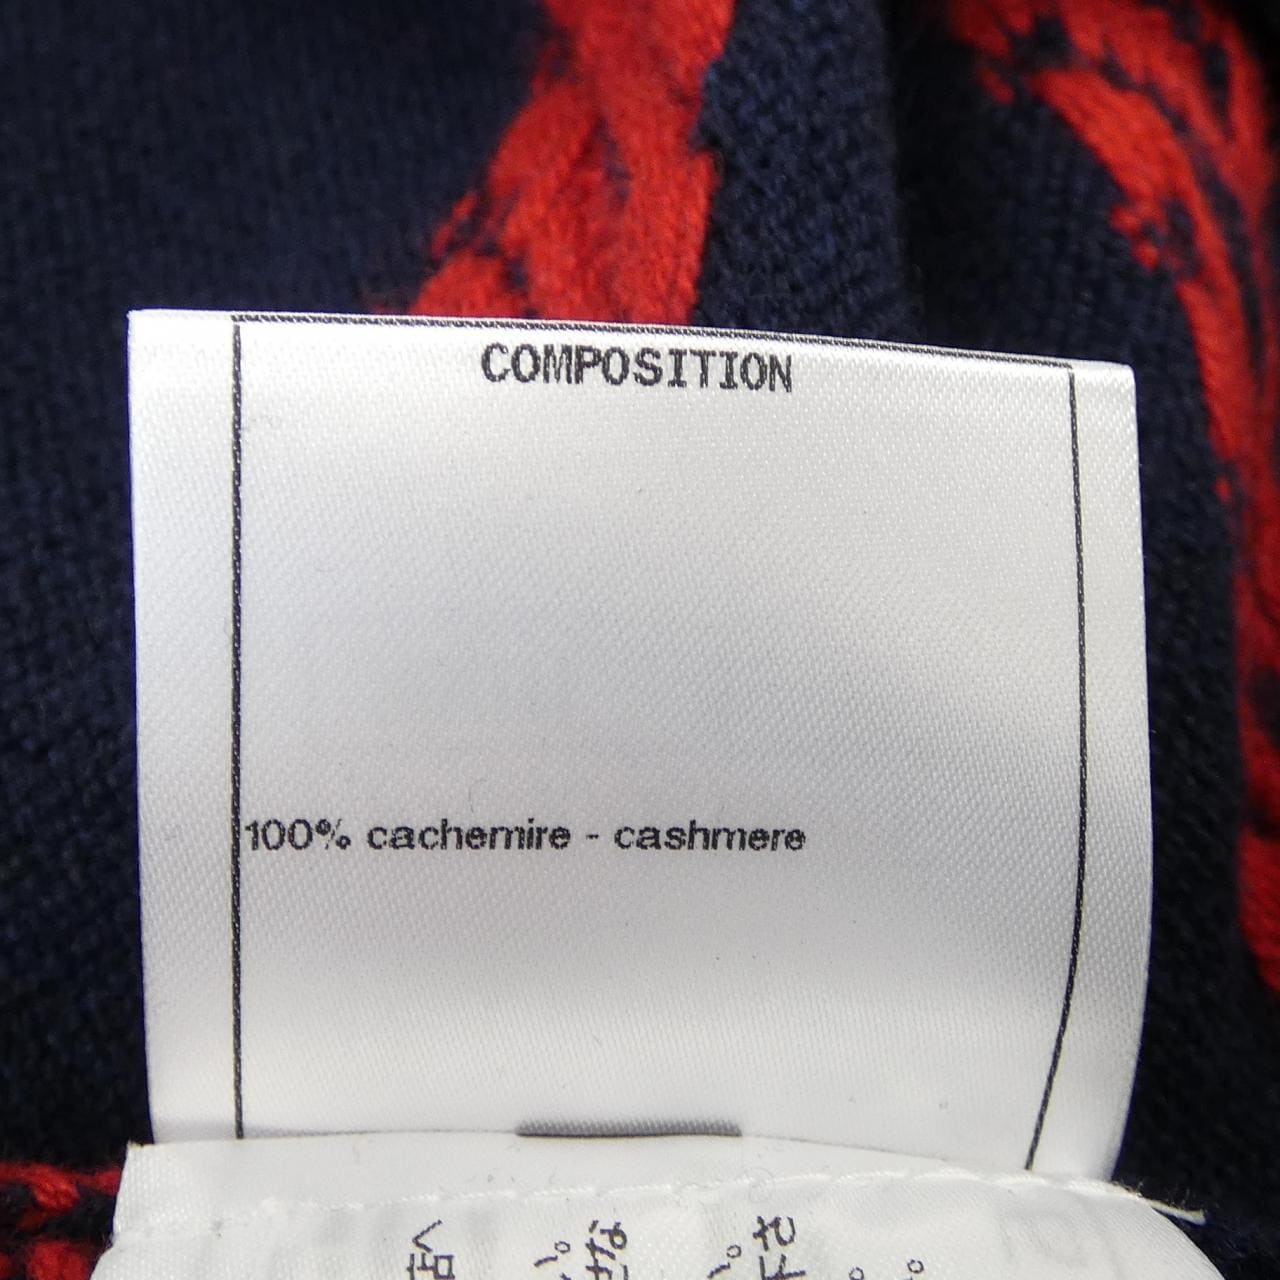 COMPOSITION
100% cachemire - cashmere